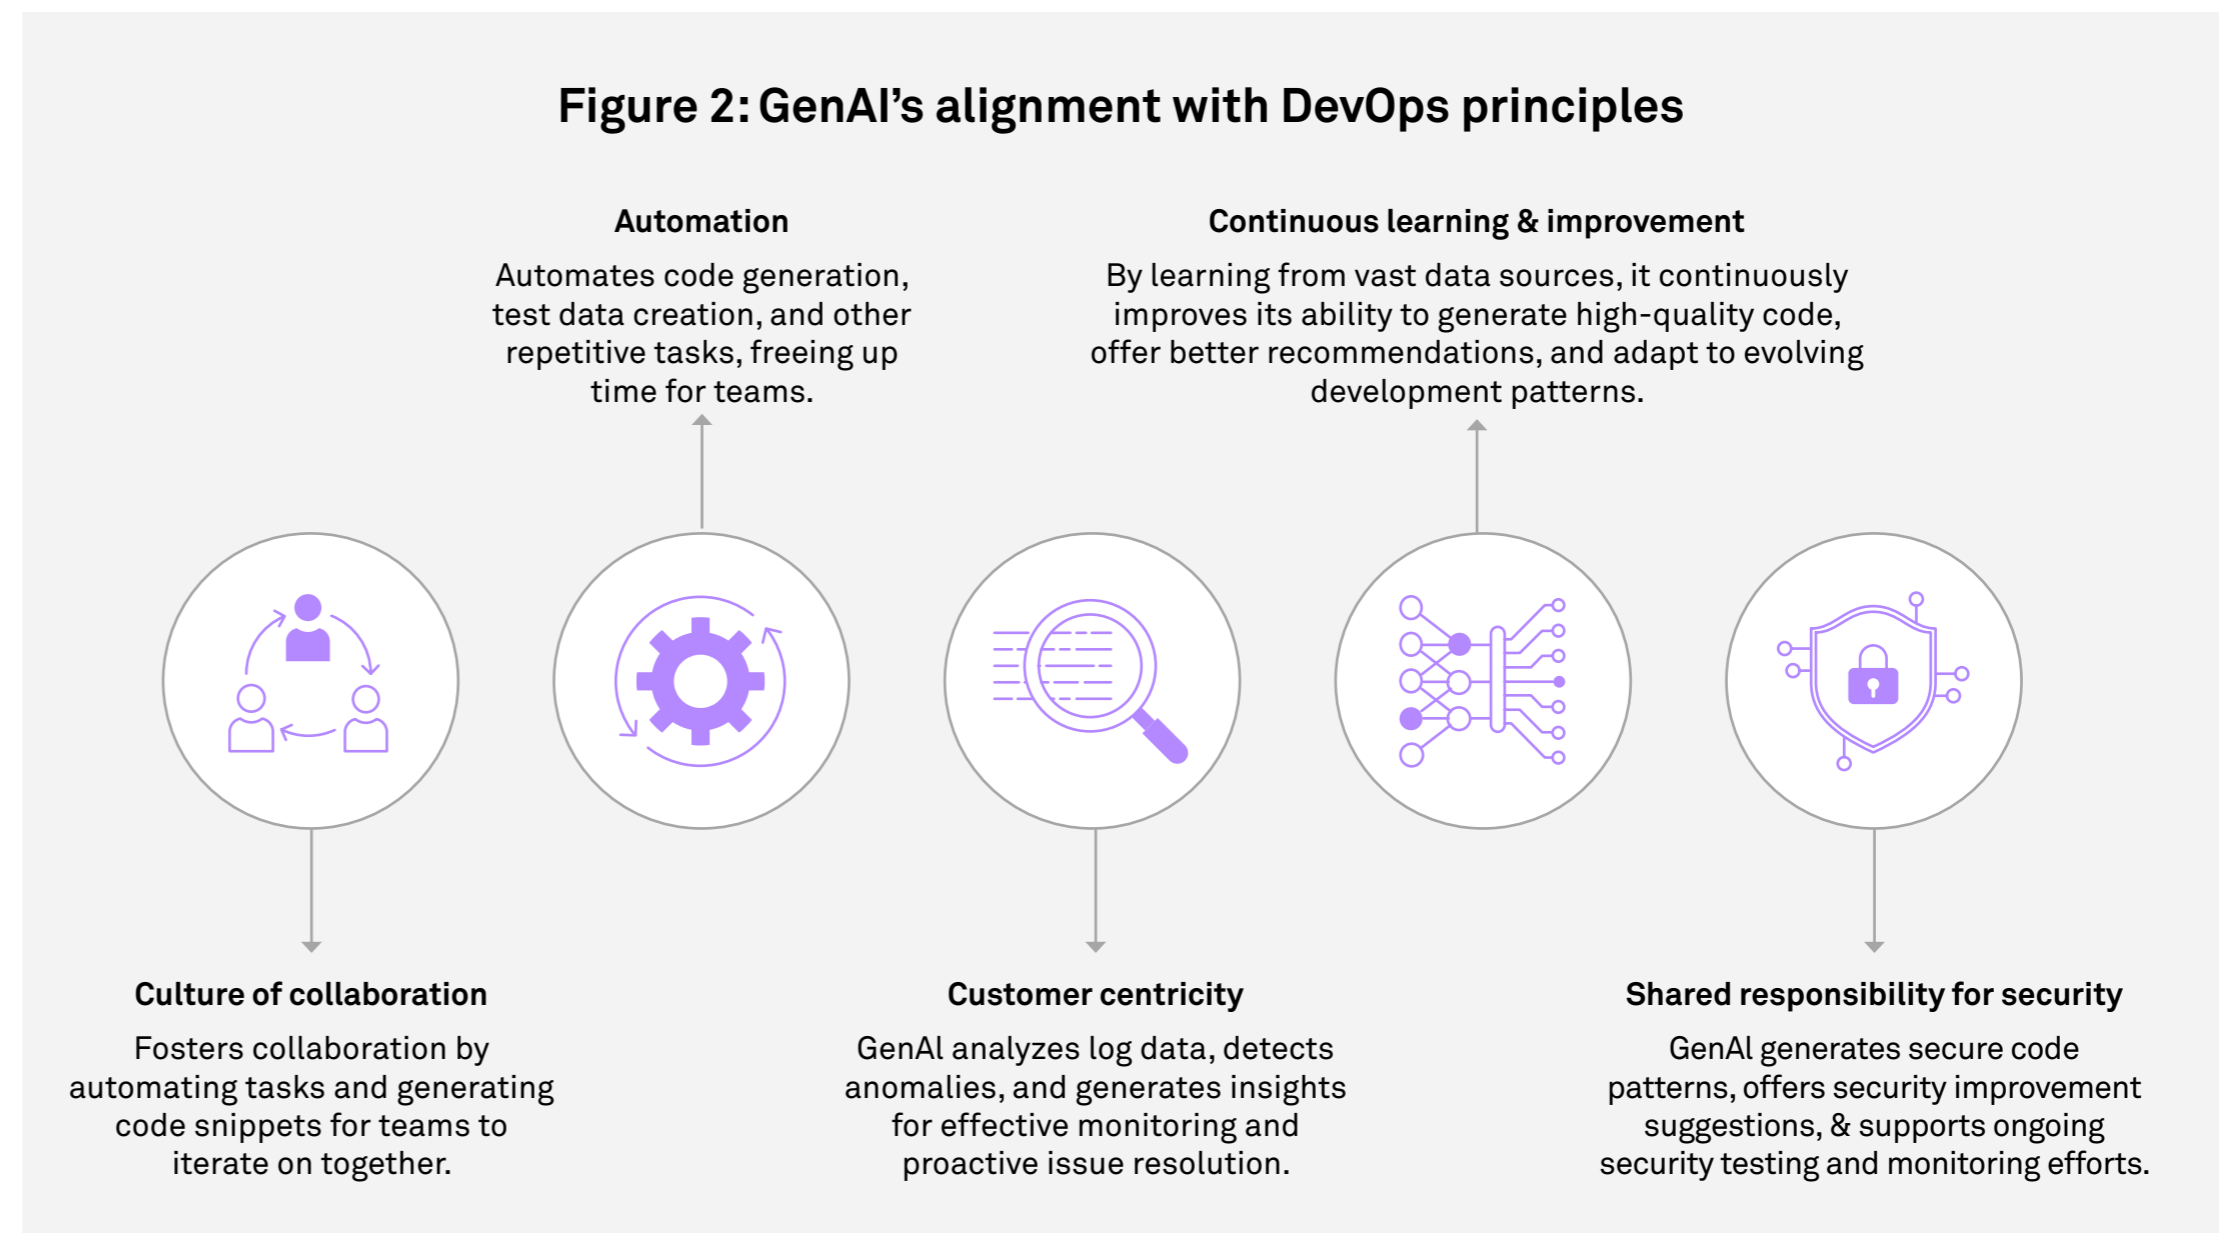 Figure 2: GenAI’s alignment with DevOps principles
Automation
Automates code generation,
test data creation, and other
repetitive tasks, freeing up
time for teams.
Continuous learning & improvement
By learning from vast data sources, it continuously
improves its ability to generate high-quality code,
offer better recommendations, and adapt to evolving
development patterns.
Culture of collaboration
Fosters collaboration by
automating tasks and generating
code snippets for teams to
iterate on together.
Customer centricity
GenAl analyzes log data, detects
anomalies, and generates insights
for effective monitoring and
proactive issue resolution.
Shared responsibility for security
GenAl generates secure code
patterns, offers security improvement
suggestions, & supports ongoing
security testing and monitoring efforts.